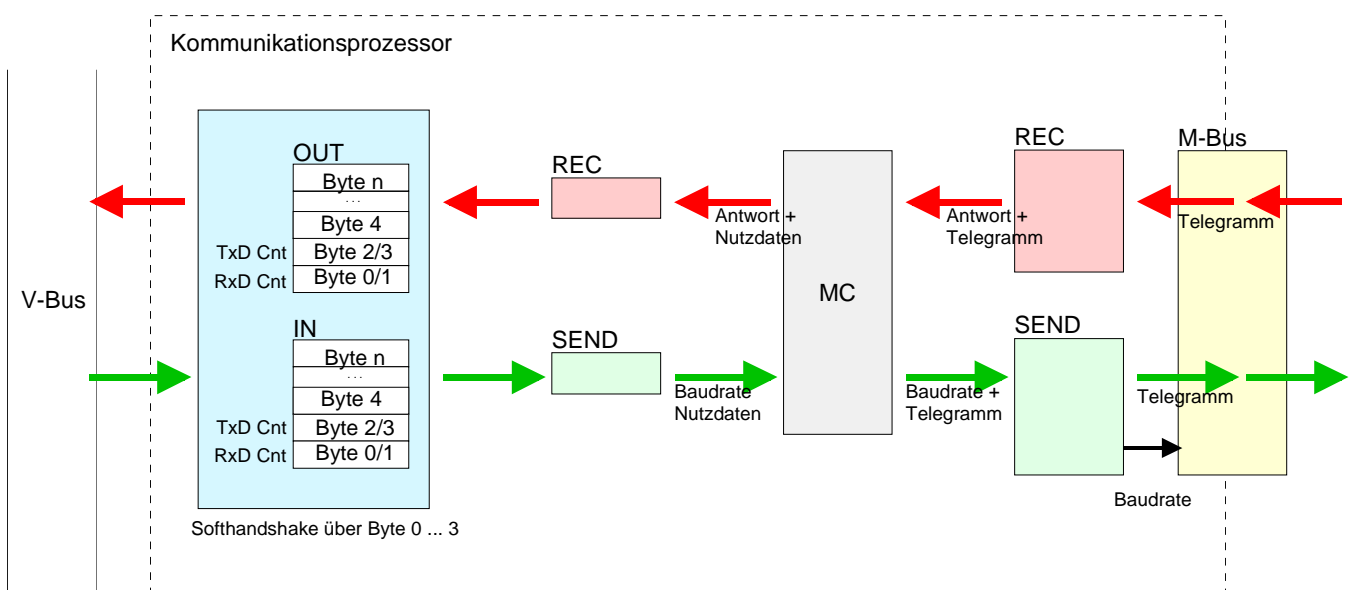 Kommunikationsprozessor
V-Bus
OUT
Byte n
...
Byte 4
TxD Cnt Byte 2/3
RxD Cnt Byte 0/1
IN
Byte n
...
Byte 4
TxD Cnt Byte 2/3
RxD Cnt Byte 0/1
Softhandshake über Byte 0 ... 3
REC
Antwort +
Nutzdaten
SEND
Baudrate
Nutzdaten
MC
REC
Antwort +
Telegramm
SEND
Baudrate +
Telegramm
M-Bus
Telegramm
Telegramm
Baudrate